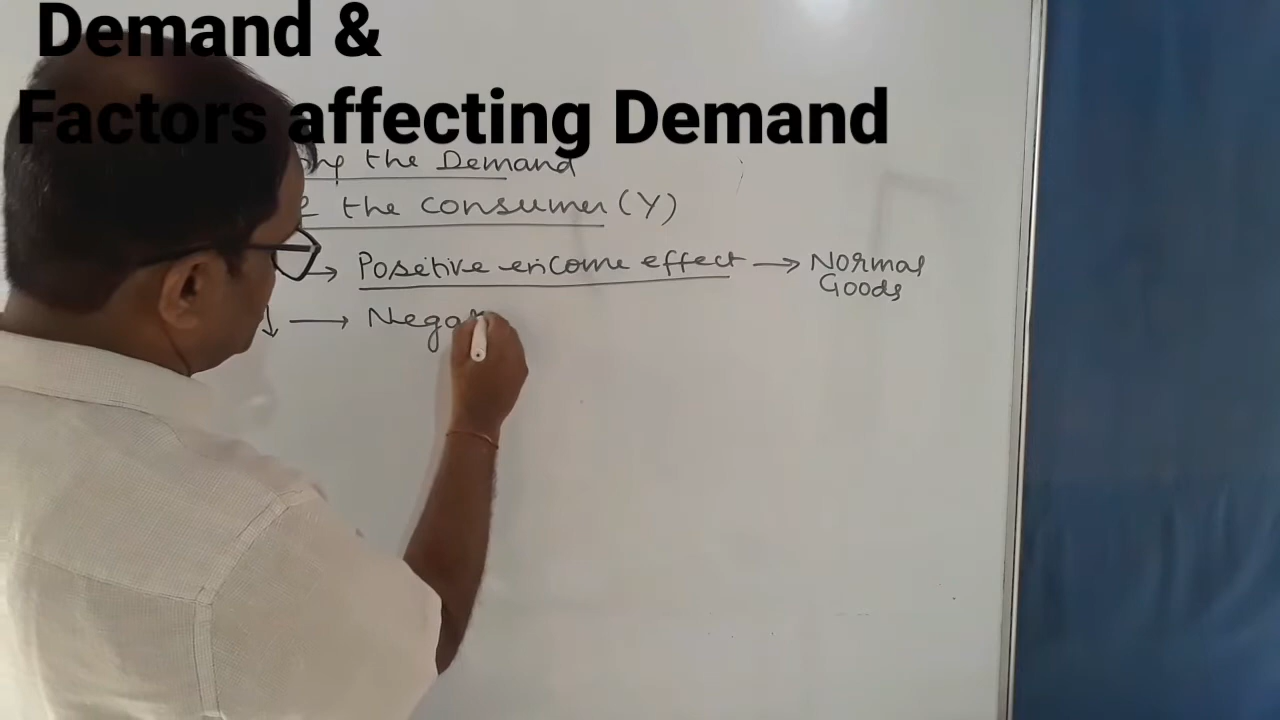 Demand &
Factors affecting Demand
the Demand
the consumer (Y)
→ Positive income effect → Normal
Goods
↓ → Nega